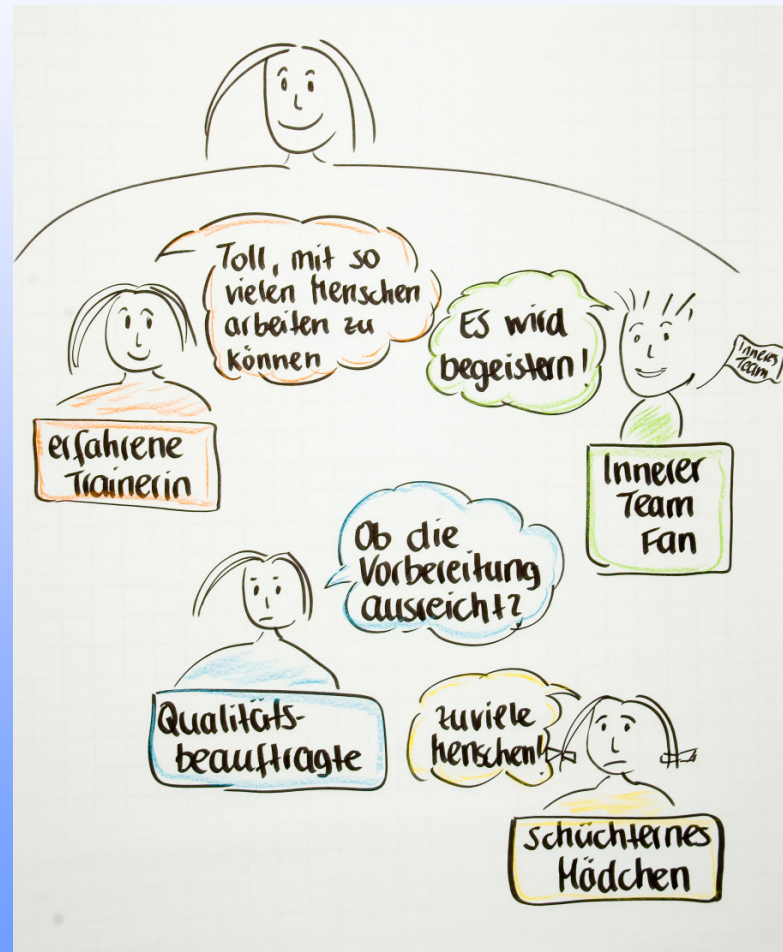 Toll, mit so
vielen Menschen
arbeiten zu
können
Es wird
begeistern!
Inneres
Team
erfahrene
Trainerin
Innerer
Team
Fan
Ob die
Vorbereitung
ausreicht?
Qualitäts-
beauftragte
zuviele
Menschen!
schüchternes
Mädchen